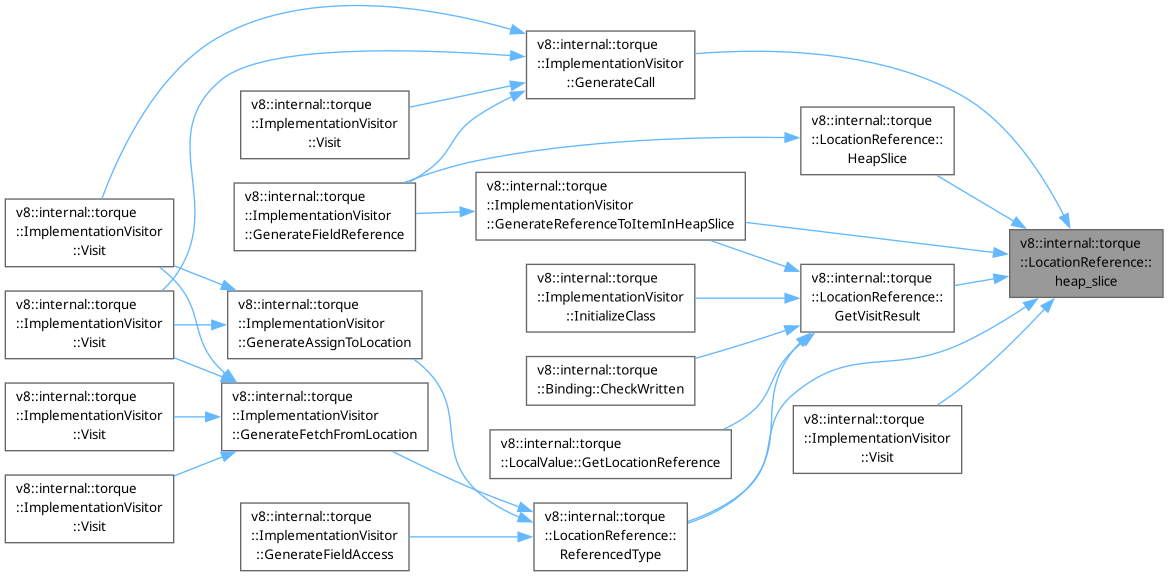 v8::internal::torque
::ImplementationVisitor
::GenerateCall
v8::internal::torque
::ImplementationVisitor
::Visit
v8::internal::torque
::LocationReference::
HeapSlice
v8::internal::torque
::ImplementationVisitor
::GenerateFieldReference
v8::internal::torque
::ImplementationVisitor
::GenerateReferenceToItemInHeapSlice
v8::internal::torque
::ImplementationVisitor
::Visit
v8::internal::torque
::LocationReference::
heap_slice
v8::internal::torque
::ImplementationVisitor
::Visit
v8::internal::torque
::ImplementationVisitor
::GenerateAssignToLocation
v8::internal::torque
::ImplementationVisitor
::InitializeClass
v8::internal::torque
::LocationReference::
GetVisitResult
v8::internal::torque
::Binding::CheckWritten
v8::internal::torque
::ImplementationVisitor
::Visit
v8::internal::torque
::ImplementationVisitor
::GenerateFetchFromLocation
v8::internal::torque
::LocalValue::GetLocationReference
v8::internal::torque
::ImplementationVisitor
::Visit
v8::internal::torque
::ImplementationVisitor
::Visit
v8::internal::torque
::ImplementationVisitor
::GenerateFieldAccess
v8::internal::torque
::LocationReference::
ReferencedType